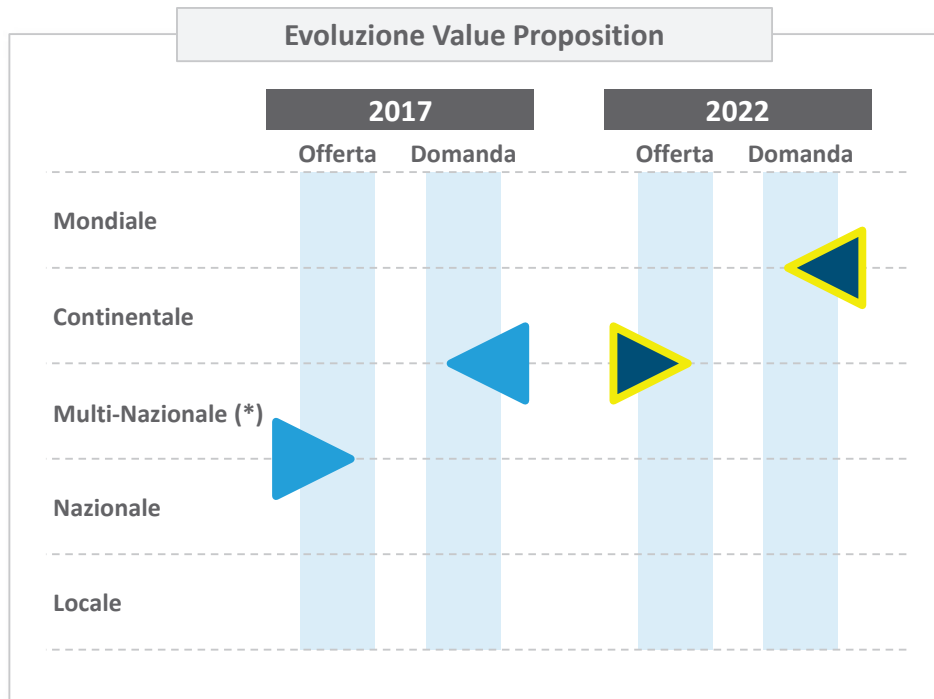 Evoluzione Value Proposition
2017
2022
Offerta
Domanda
Offerta
Domanda
Mondiale
Continentale
Multi-Nazionale (*)
Nazionale
Locale